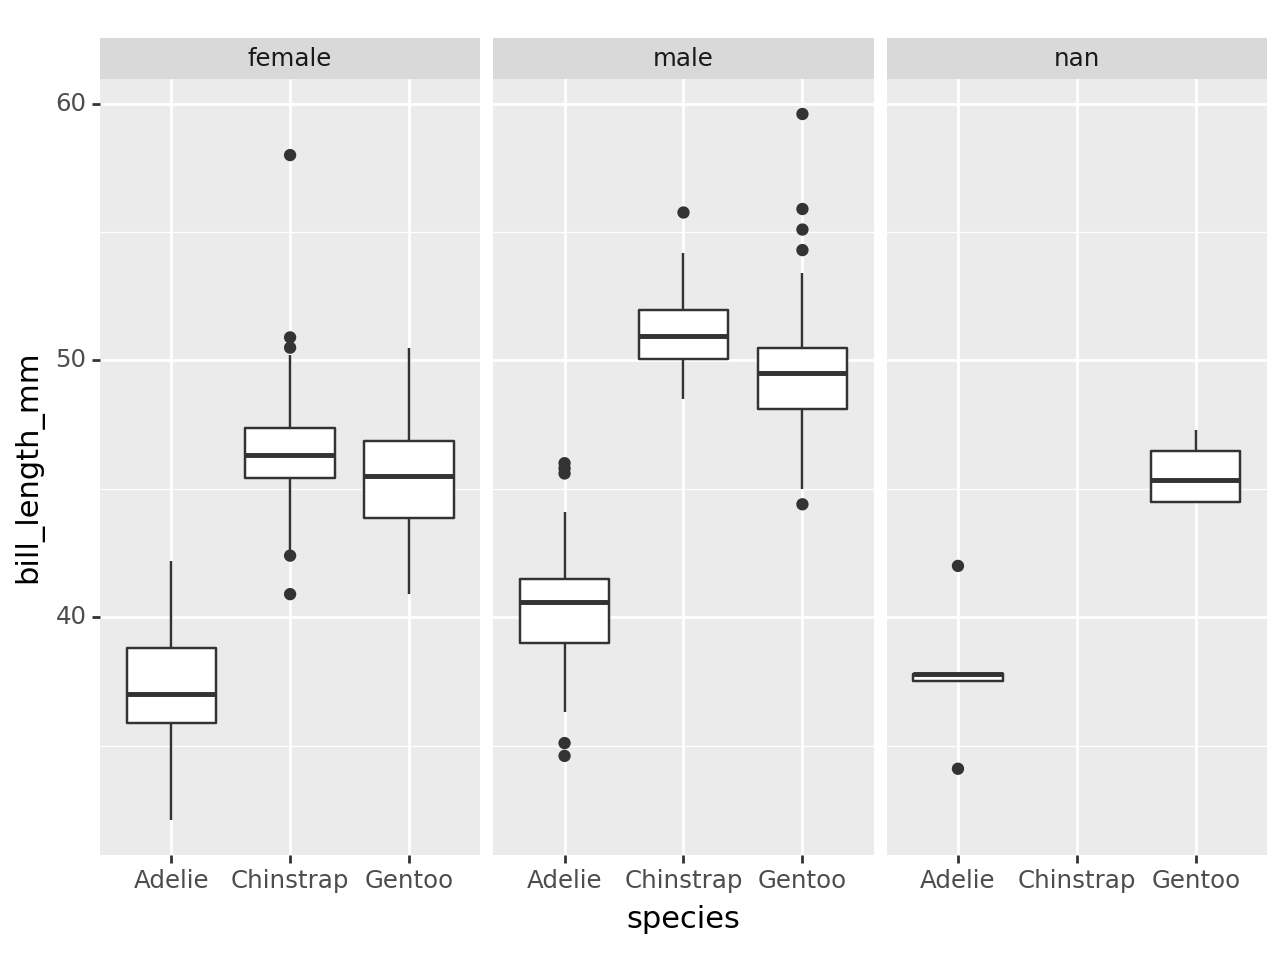 female male nan
60
50
40
bill_length_mm
Adelie Chinstrap Gentoo Adelie Chinstrap Gentoo Adelie Chinstrap Gentoo
species